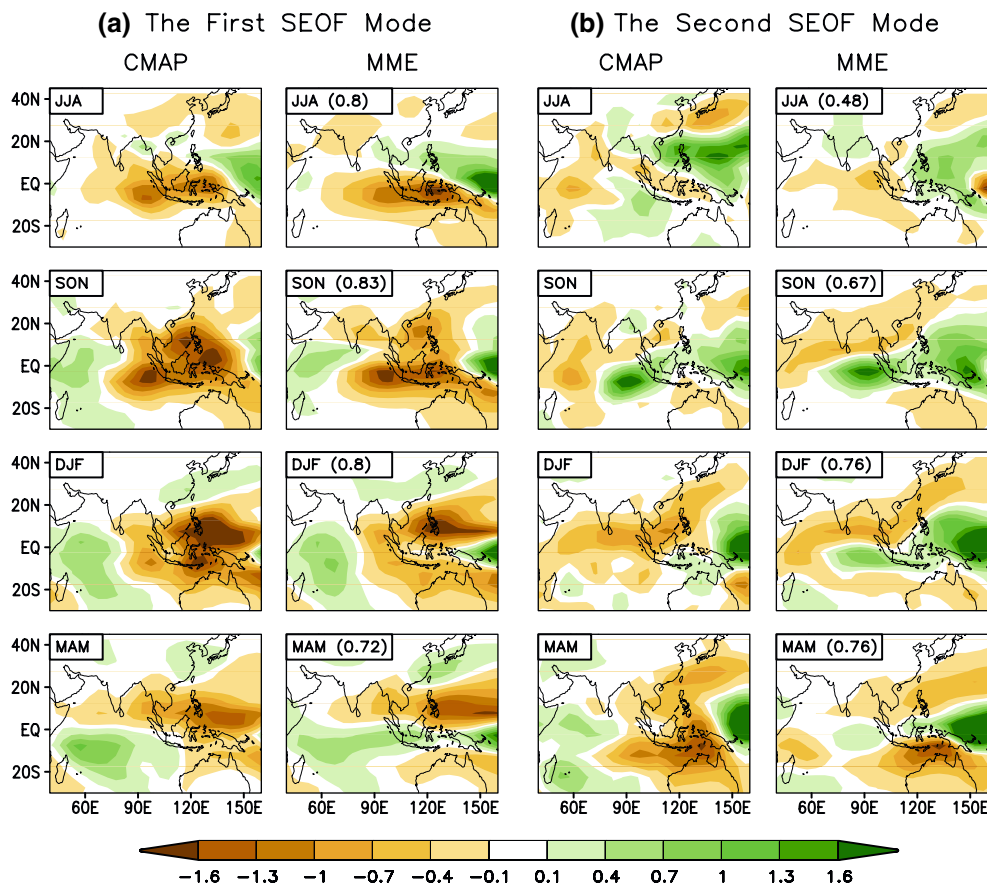 (a) The First SEOF Mode (b) The Second SEOF Mode
CMAP MME CMAP MME
40N JJA JJA (0.8) JJA JJA (0.48)
20N
EQ
20S
40N SON SON (0.83) SON SON (0.67)
20N
EQ
20S
40N DJF DJF (0.8) DJF DJF (0.76)
20N
EQ
20S
40N MAM MAM (0.72) MAM MAM (0.76)
20N
EQ
20S
60E 90E 120E 150E 60E 90E 120E 150E 60E 90E 120E 150E 60E 90E 120E 150E
-1.6 -1.3 -1 -0.7 -0.4 -0.1 0.1 0.4 0.7 1 1.3 1.6